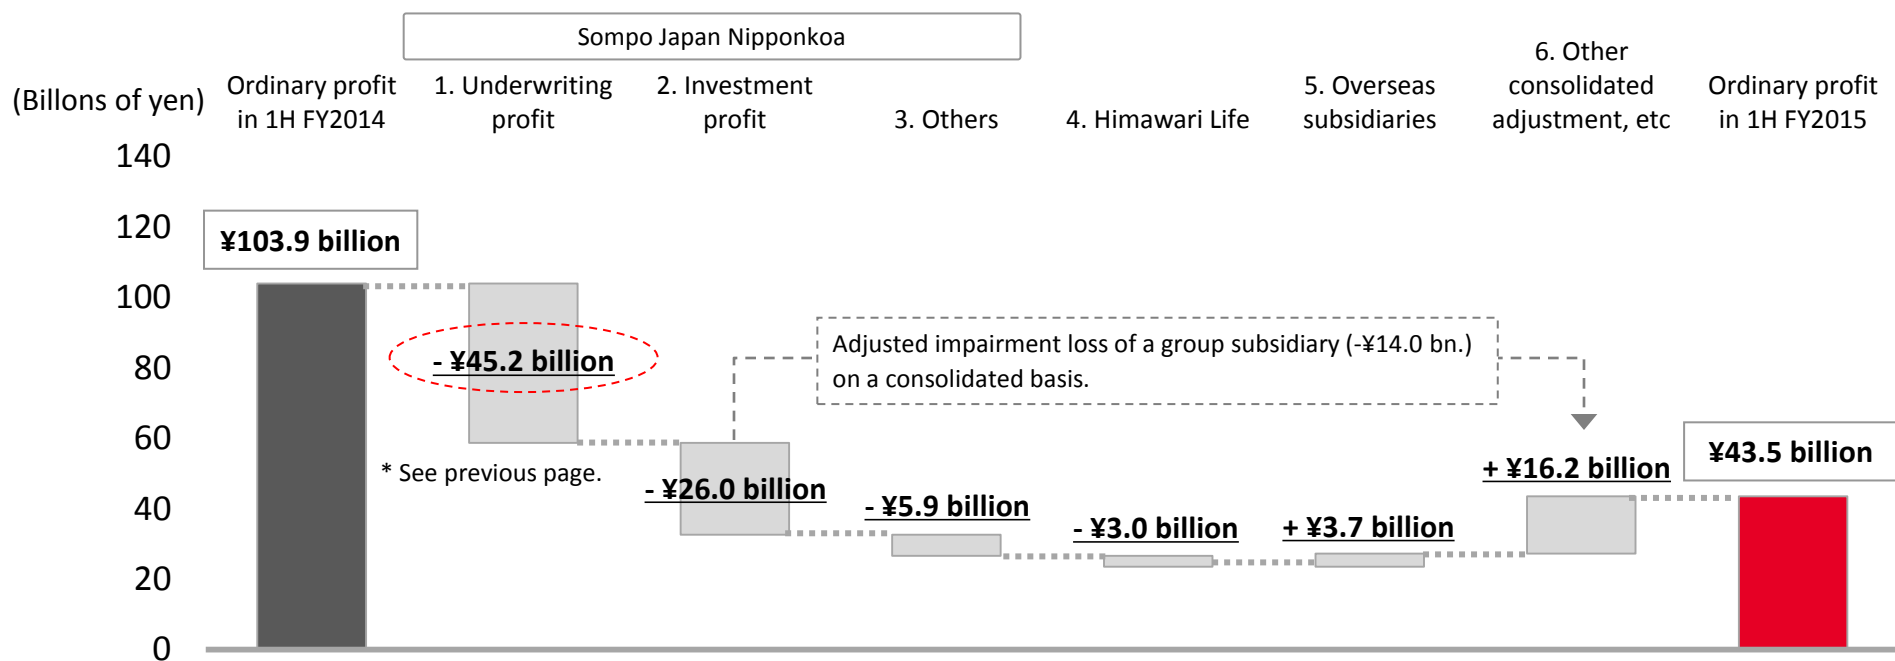 Sompo Japan Nipponkoa
(Billons of yen)
Ordinary profit
in 1H FY2014
1. Underwriting
profit
2. Investment
profit
3. Others
4. Himawari Life
5. Overseas
subsidiaries
6. Other
consolidated
adjustment, etc
Ordinary profit
in 1H FY2015
140
120
100
80
60
40
20
0
¥103.9 billion
- ¥45.2 billion
* See previous page.
- ¥26.0 billion
Adjusted impairment loss of a group subsidiary (-¥14.0 bn.)
on a consolidated basis.
- ¥5.9 billion
- ¥3.0 billion
+ ¥3.7 billion
+ ¥16.2 billion
¥43.5 billion